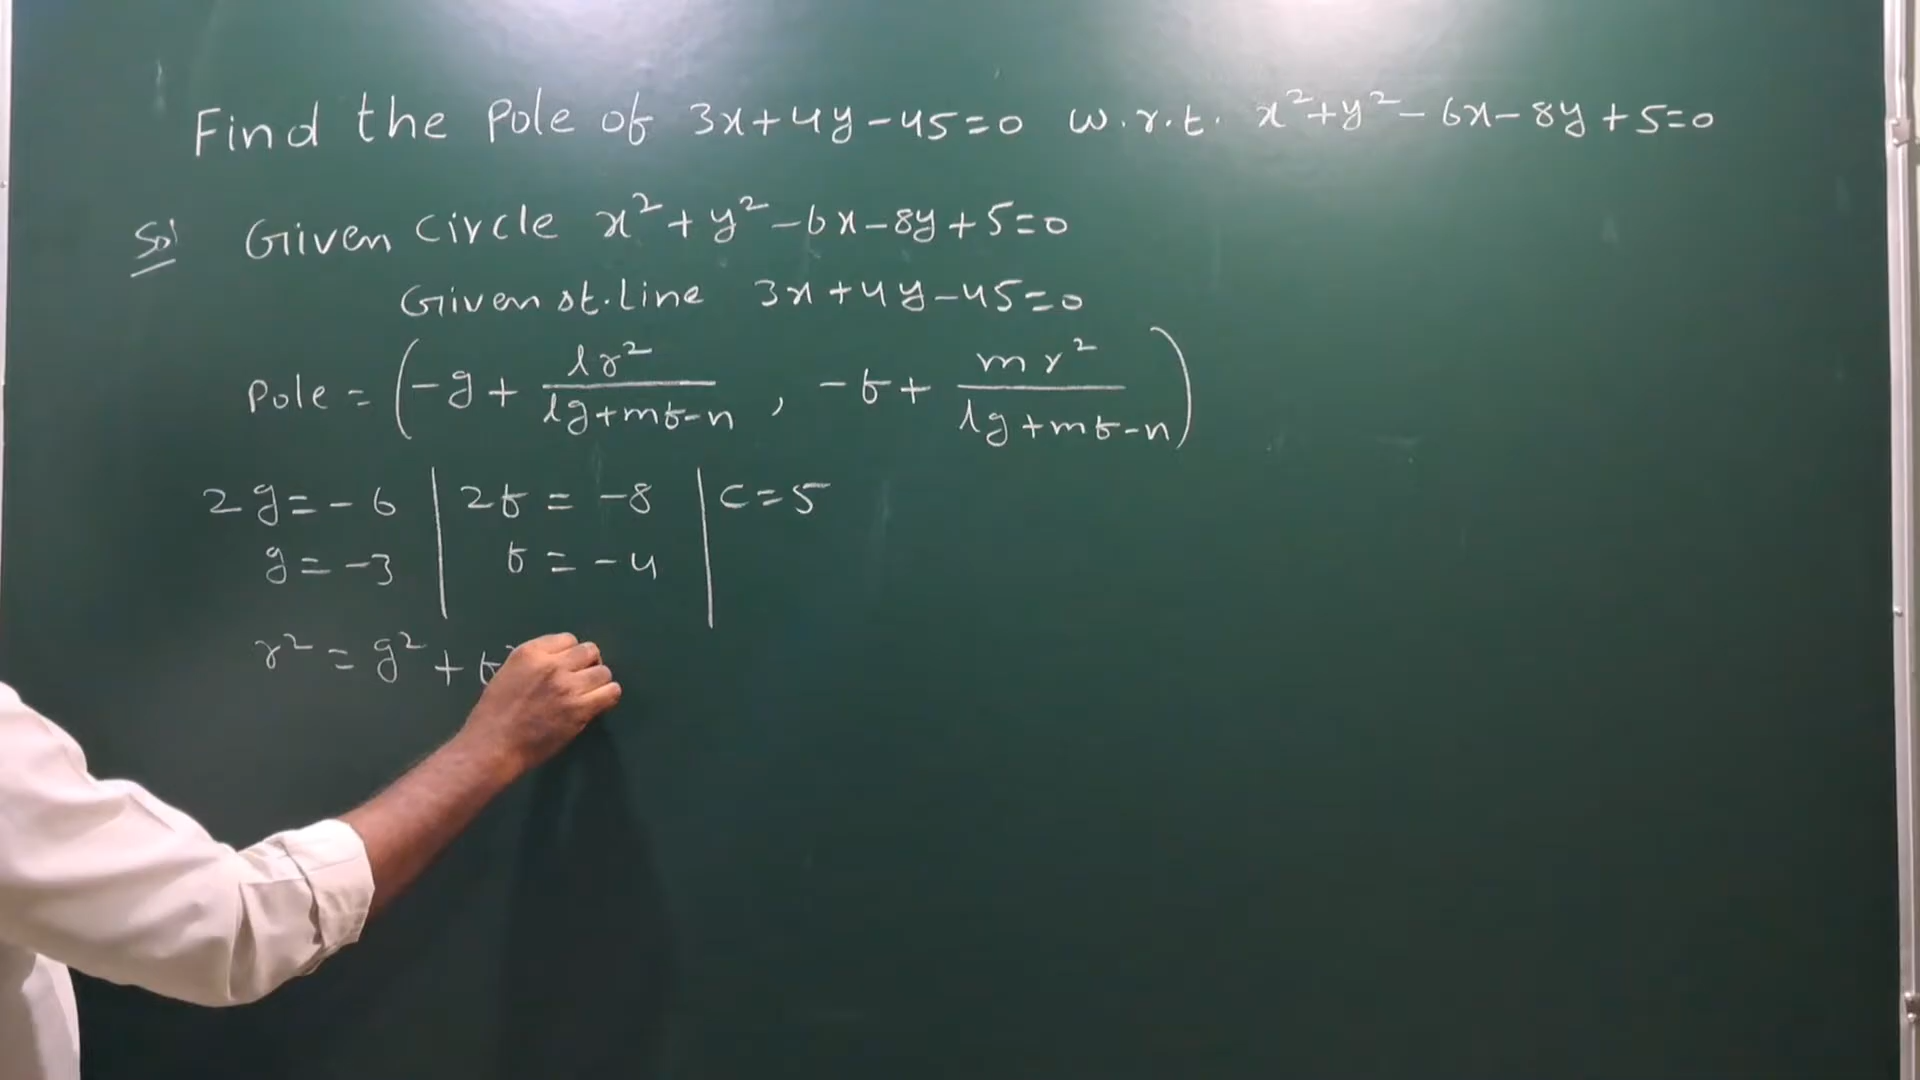 Find the Pole of 3x+4y-45=0 w.r.t. x²+y²-6x-8y+5=0
Sol Given Circle x²+y²-6x-8y+5=0
Given st.Line 3x+4y-45=0
Pole = (-g + lr²/(lg+mf-n) , -f + mr²/(lg+mf-n))
2g=-6 | 2f=-8 | c=5
g=-3 | f=-4 |
r² = g² + f²